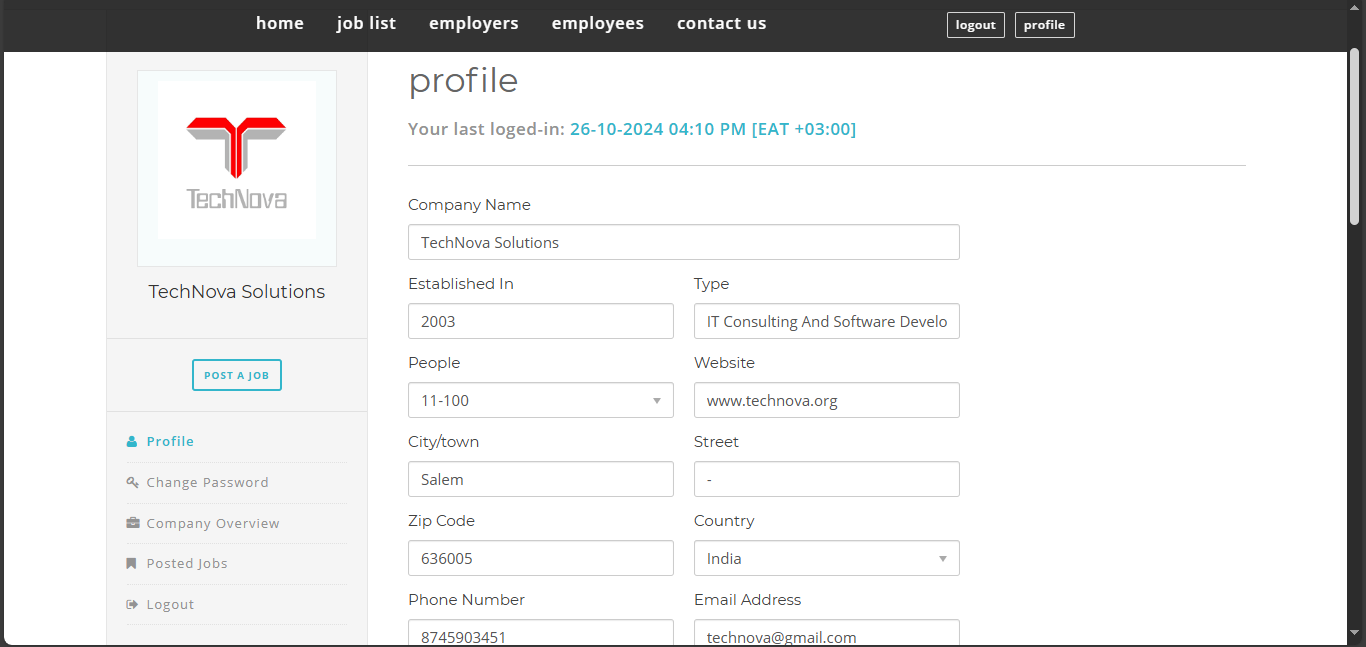 home job list employers employees contact us logout profile
TechNova
TechNova Solutions
POST A JOB
Profile
Change Password
Company Overview
Posted Jobs
Logout
profile
Your last loged-in: 26-10-2024 04:10 PM [EAT +03:00]
Company Name
TechNova Solutions
Established In Type
2003 IT Consulting And Software Develo
People Website
11-100 www.technova.org
City/town Street
Salem -
Zip Code Country
636005 India
Phone Number Email Address
8745903451 technova@gmail.com